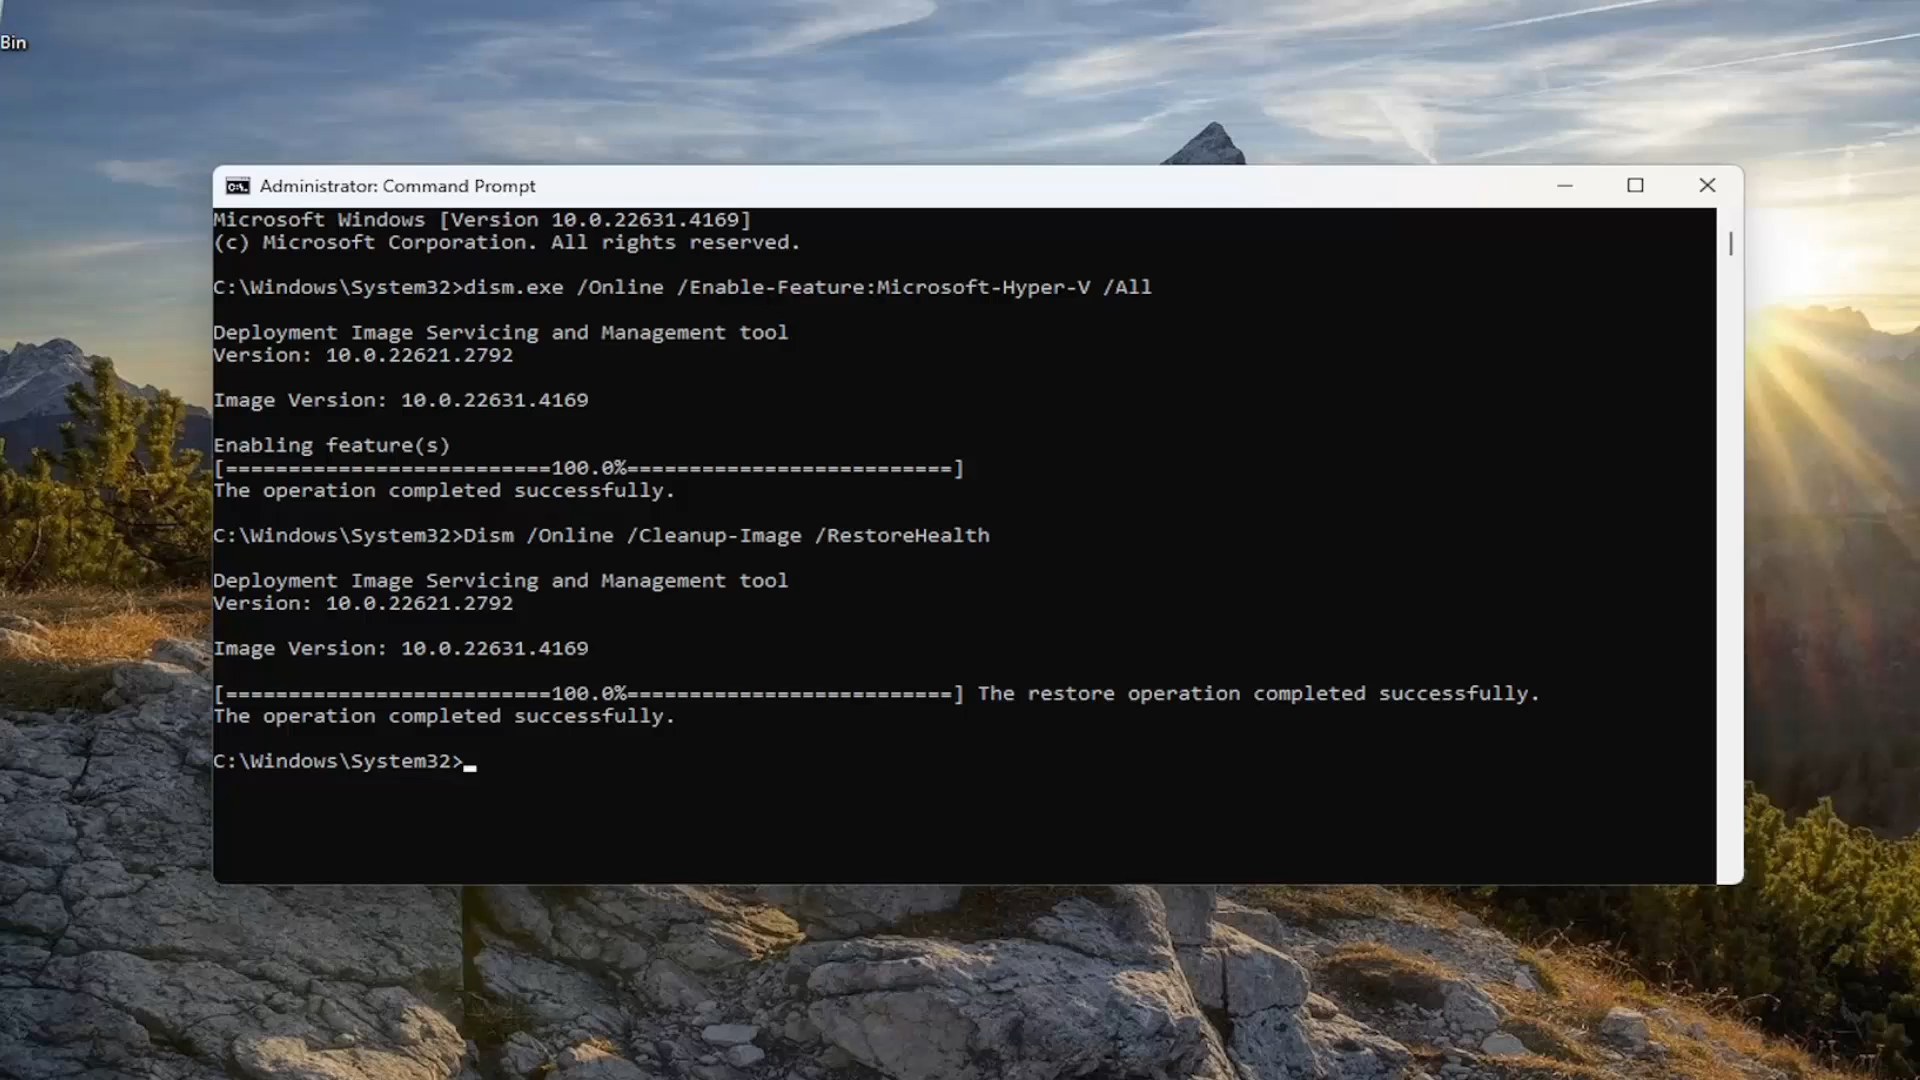 Bin
Administrator: Command Prompt
Microsoft Windows [Version 10.0.22631.4169]
(c) Microsoft Corporation. All rights reserved.
C:\Windows\System32>dism.exe /Online /Enable-Feature:Microsoft-Hyper-V /All
Deployment Image Servicing and Management tool
Version: 10.0.22621.2792
Image Version: 10.0.22631.4169
Enabling feature(s)
[==========================100.0%==========================]
The operation completed successfully.
C:\Windows\System32>Dism /Online /Cleanup-Image /RestoreHealth
Deployment Image Servicing and Management tool
Version: 10.0.22621.2792
Image Version: 10.0.22631.4169
[==========================100.0%==========================] The restore operation completed successfully.
The operation completed successfully.
C:\Windows\System32>